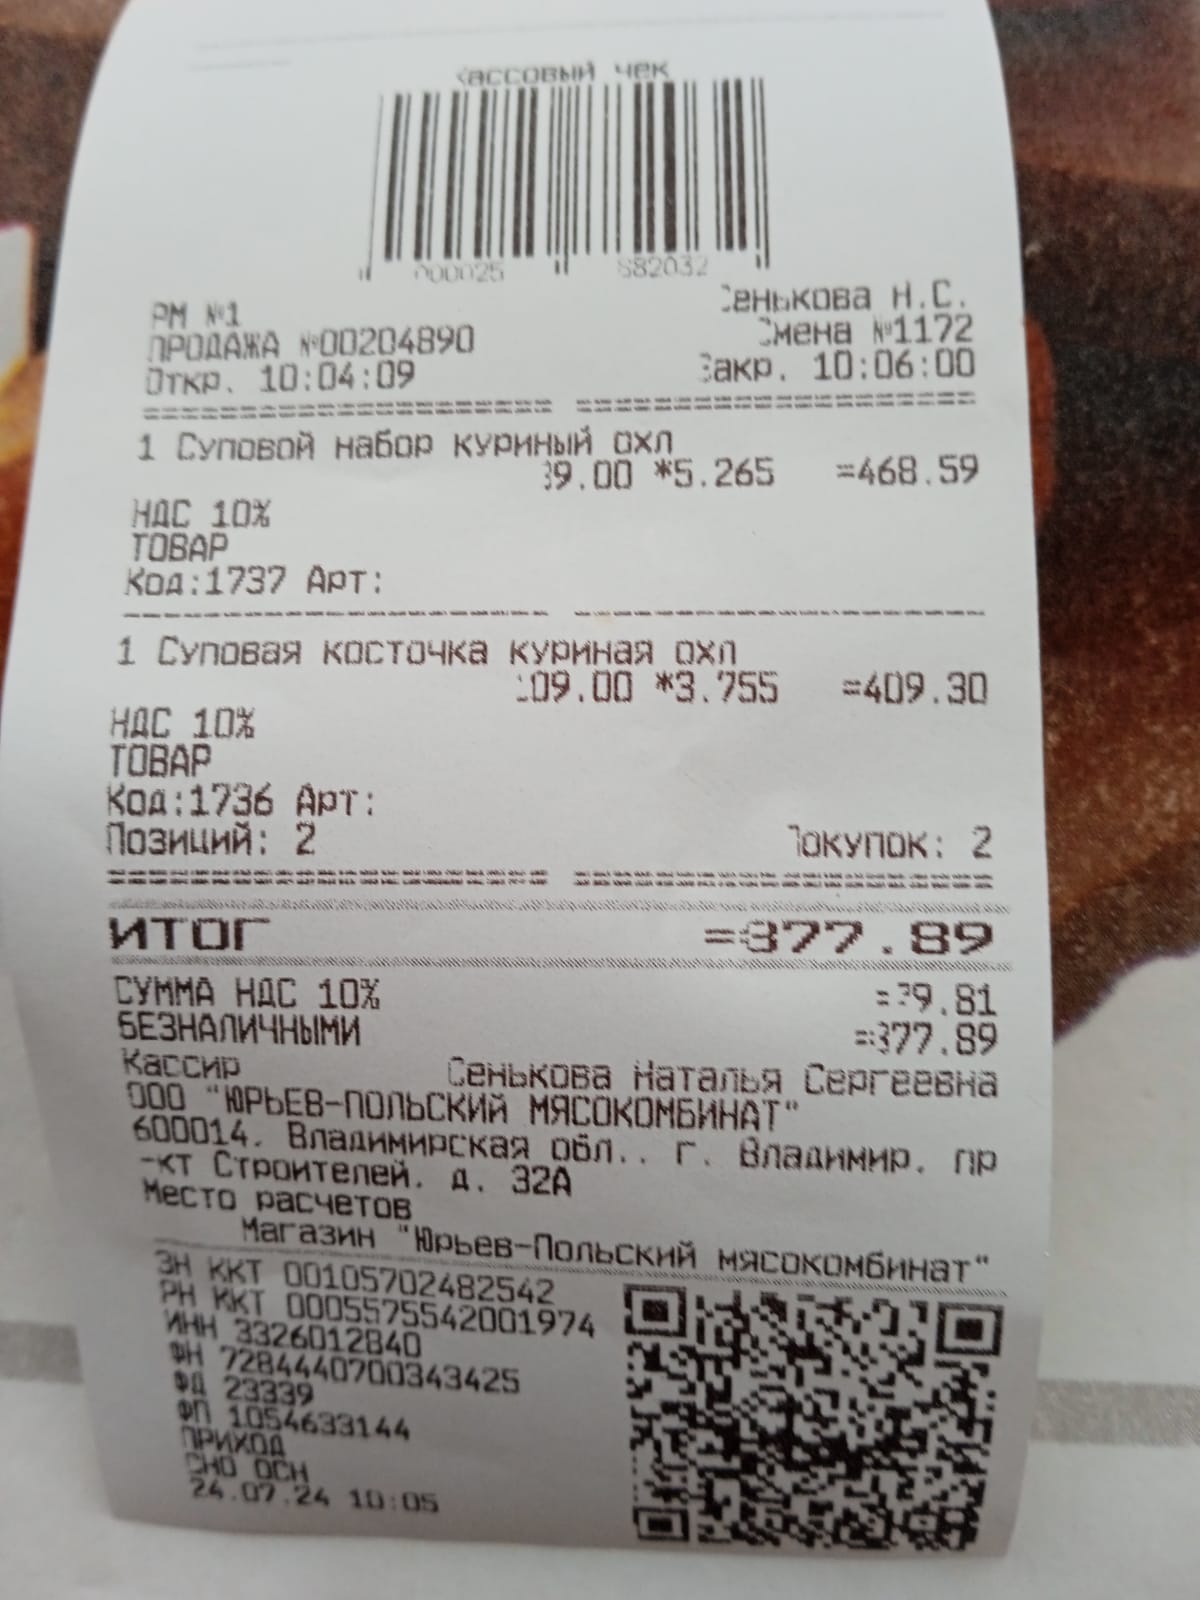 Кассовый чек
000025 882032
РМ №1 Сенькова Н.С.
ПРОДАЖА №00204890 Смена №1172
Откр. 10:04:09 Закр. 10:06:00
1 Суповой набор куриный охл
89.00 *5.265 =468.59
НДС 10%
ТОВАР
Код:1737 Арт:
1 Суповая косточка куриная охл
109.00 *3.755 =409.30
НДС 10%
ТОВАР
Код:1736 Арт:
Позиций: 2 Покупок: 2
ИТОГ =877.89
СУММА НДС 10% =79.81
БЕЗНАЛИЧНЫМИ =877.89
Кассир Сенькова Наталья Сергеевна
ООО "ЮРЬЕВ-ПОЛЬСКИЙ МЯСОКОМБИНАТ"
600014, Владимирская обл., г. Владимир, пр
-кт Строителей, д. 32А
Место расчетов
Магазин "Юрьев-Польский мясокомбинат"
ЗН ККТ 00105702482542
РН ККТ 0005575542001974
ИНН 3326012840
ФН 7284440700343425
ФД 23339
ФП 1054633144
ПРИХОД
СНО ОСН
24.07.24 10:05